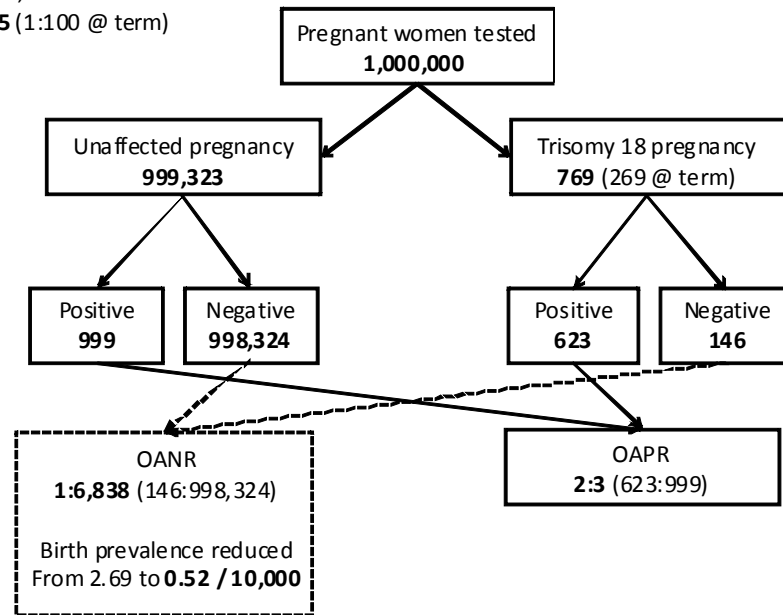 5 (1:100 @ term)
Pregnant women tested
1,000,000
Unaffected pregnancy
999,323
Trisomy 18 pregnancy
769 (269 @ term)
Positive
999
Negative
998,324
Positive
623
Negative
146
OANR
1:6,838 (146:998,324)
Birth prevalence reduced
From 2.69 to 0.52 / 10,000
OAPR
2:3 (623:999)